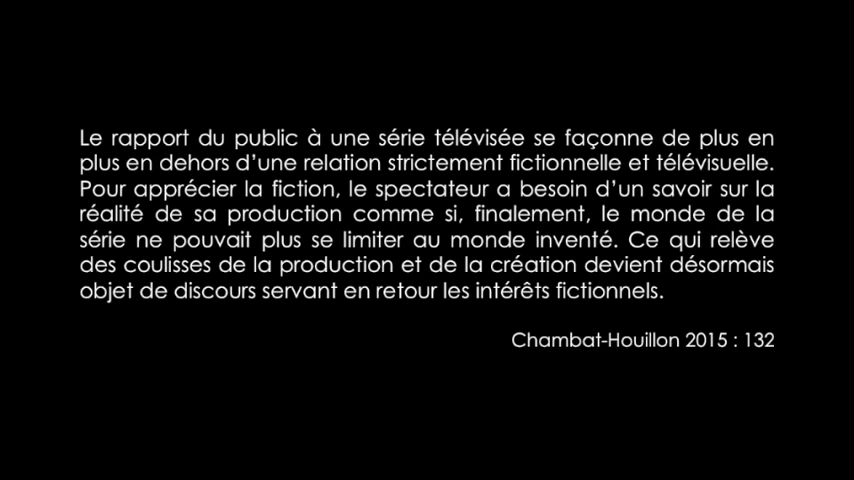 Le rapport du public à une série télévisée se façonne de plus en
plus en dehors d’une relation strictement fictionnelle et télévisuelle.
Pour apprécier la fiction, le spectateur a besoin d’un savoir sur la
réalité de sa production comme si, finalement, le monde de la
série ne pouvait plus se limiter au monde inventé. Ce qui relève
des coulisses de la production et de la création devient désormais
objet de discours servant en retour les intérêts fictionnels.
Chambat-Houillon 2015 : 132